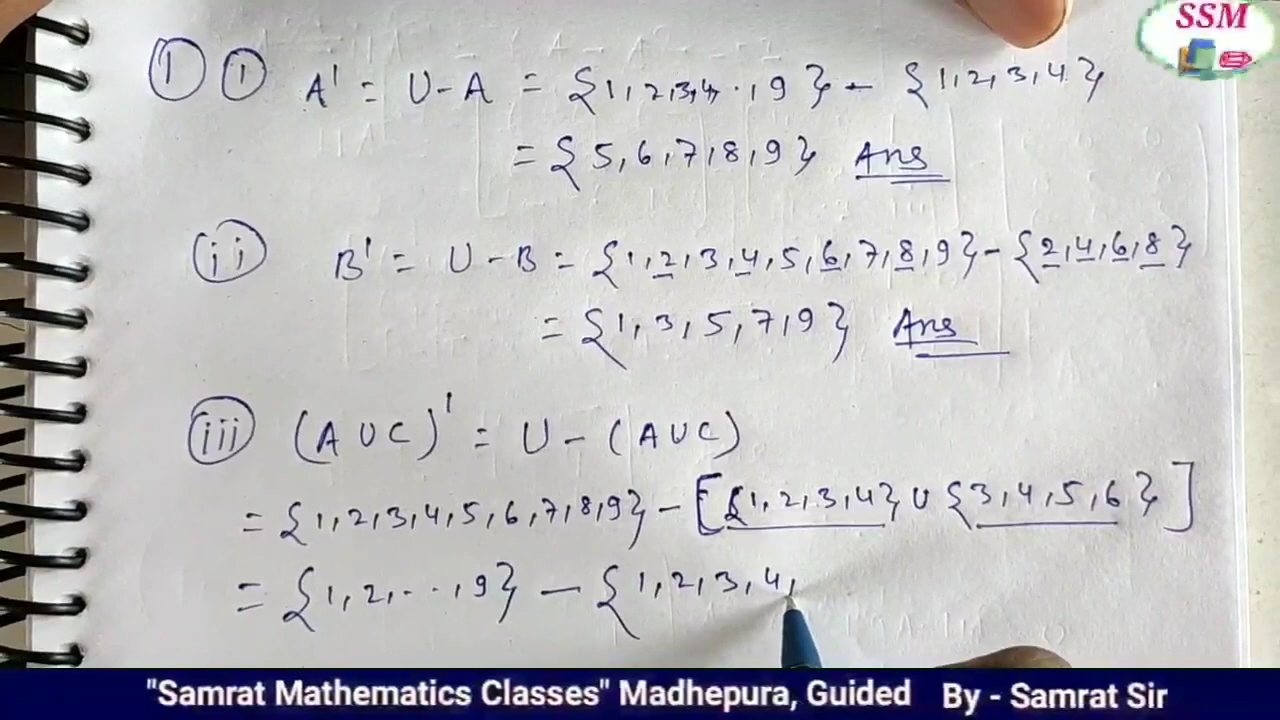 SSM
① ① A' = U - A = {1,2,3,4,..,9} - {1,2,3,4}
= {5,6,7,8,9} Ans
(ii) B' = U - B = {1,2,3,4,5,6,7,8,9} - {2,4,6,8}
= {1,3,5,7,9} Ans
(iii) (AUC)' = U - (AUC)
= {1,2,3,4,5,6,7,8,9} - [{1,2,3,4} U {3,4,5,6}]
= {1,2,...,9} - {1,2,3,4,
"Samrat Mathematics Classes" Madhepura, Guided By - Samrat Sir